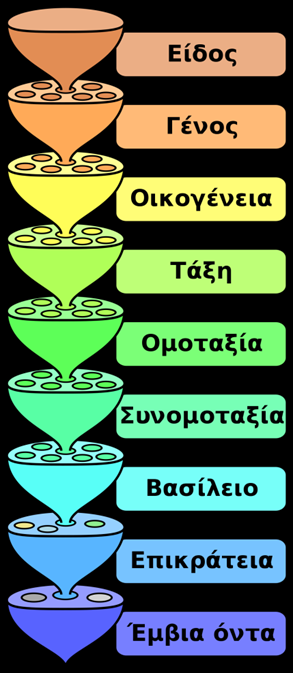 Είδος
Γένος
Οικογένεια
Τάξη
Ομοταξία
Συνομοταξία
Βασίλειο
Επικράτεια
Έμβια όντα